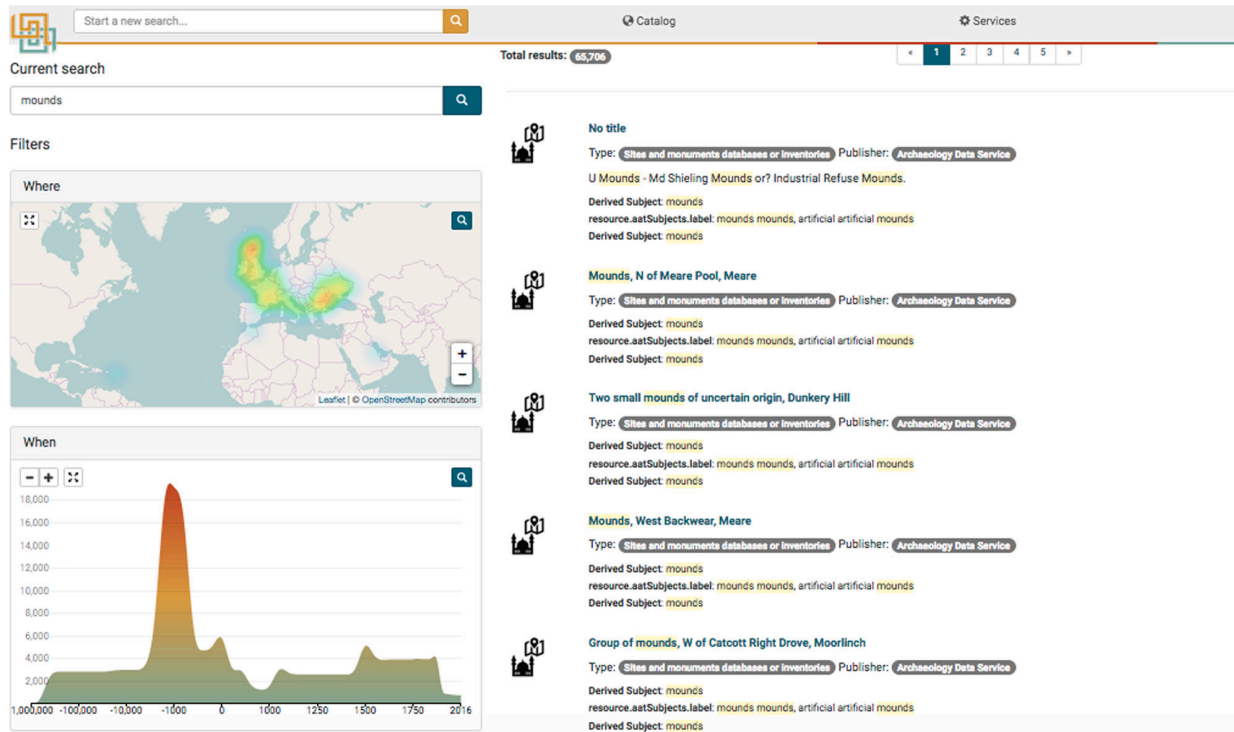 Start a new search...
Catalog
Services
Current search
mounds
Filters
Where
+
−
Leaflet | © OpenStreetMap contributors
When
− +
18,000
16,000
14,000
12,000
10,000
8,000
6,000
4,000
2,000
1,000,000 -100,000 -10,000 -1000 0 1000 1250 1500 1750 2016
Total results: 65,706
« 1 2 3 4 5 »
No title
Type: Sites and monuments databases or inventories Publisher: Archaeology Data Service
U Mounds - Md Shieling Mounds or? Industrial Refuse Mounds.
Derived Subject: mounds
resource.aatSubjects.label: mounds mounds, artificial artificial mounds
Derived Subject: mounds
Mounds, N of Meare Pool, Meare
Type: Sites and monuments databases or inventories Publisher: Archaeology Data Service
Derived Subject: mounds
resource.aatSubjects.label: mounds mounds, artificial artificial mounds
Derived Subject: mounds
Two small mounds of uncertain origin, Dunkery Hill
Type: Sites and monuments databases or inventories Publisher: Archaeology Data Service
Derived Subject: mounds
resource.aatSubjects.label: mounds mounds, artificial artificial mounds
Derived Subject: mounds
Mounds, West Backwear, Meare
Type: Sites and monuments databases or inventories Publisher: Archaeology Data Service
Derived Subject: mounds
resource.aatSubjects.label: mounds mounds, artificial artificial mounds
Derived Subject: mounds
Group of mounds, W of Catcott Right Drove, Moorlinch
Type: Sites and monuments databases or inventories Publisher: Archaeology Data Service
Derived Subject: mounds
resource.aatSubjects.label: mounds mounds, artificial artificial mounds
Derived Subject: mounds